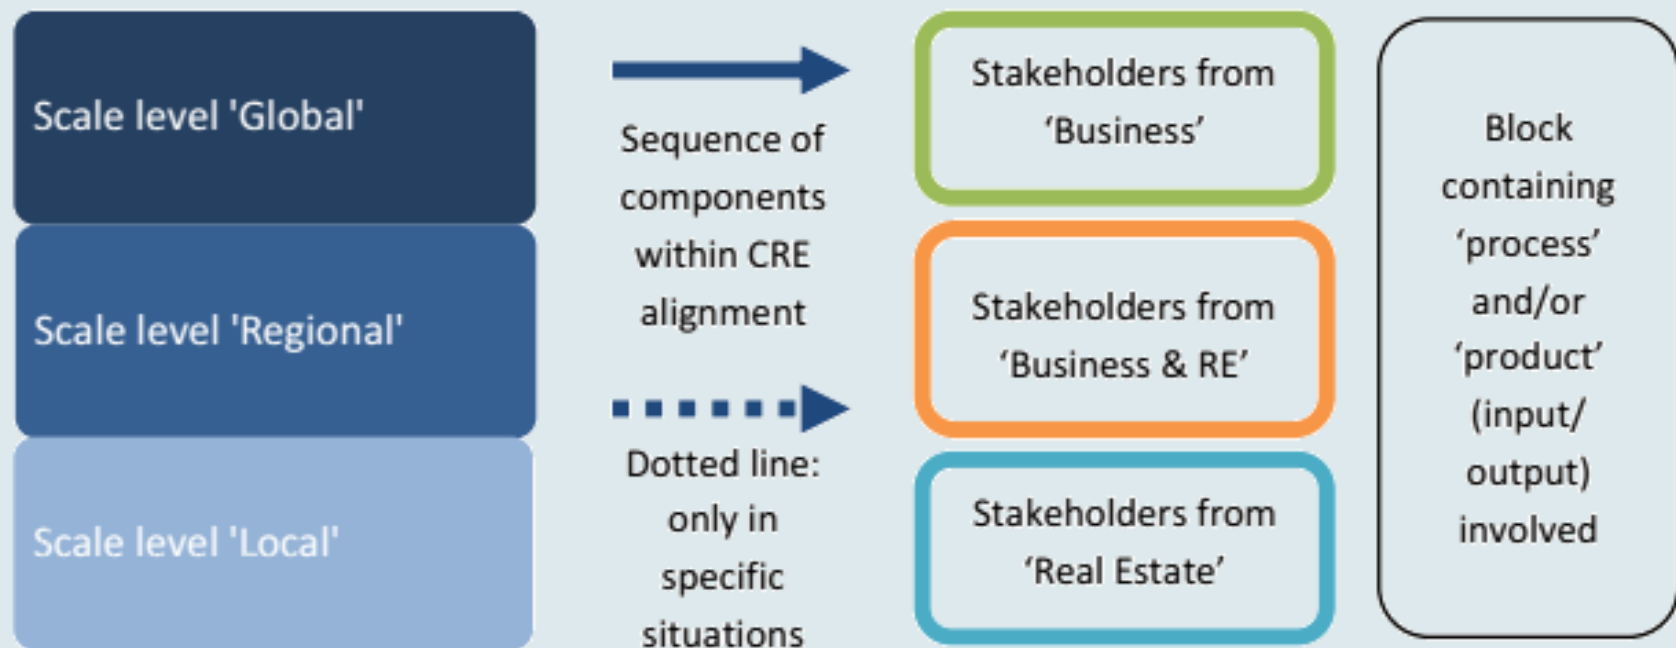 Scale level 'Global'
Scale level 'Regional'
Scale level 'Local'
Sequence of
components
within CRE
alignment
Dotted line:
only in
specific
situations
Stakeholders from
‘Business’
Stakeholders from
‘Business & RE’
Stakeholders from
‘Real Estate’
Block
containing
‘process’
and/or
‘product’
(input/
output)
involved